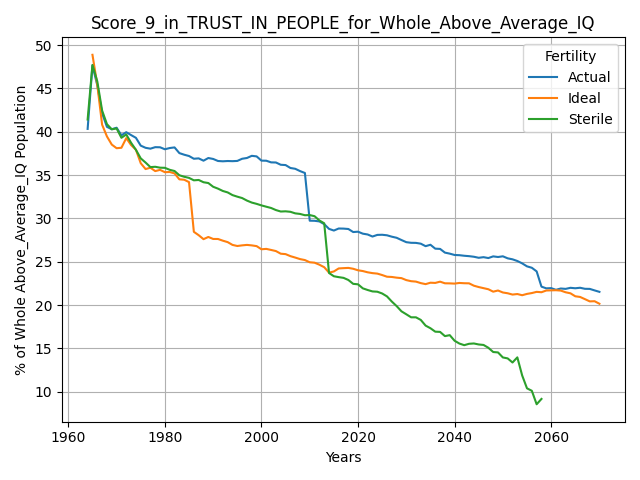 Score_9_in_TRUST_IN_PEOPLE_for_Whole_Above_Average_IQ
% of Whole Above_Average_IQ Population
50
45
40
35
30
25
20
15
10
Fertility
Actual
Ideal
Sterile
1960
1980
2000
2020
2040
2060
Years